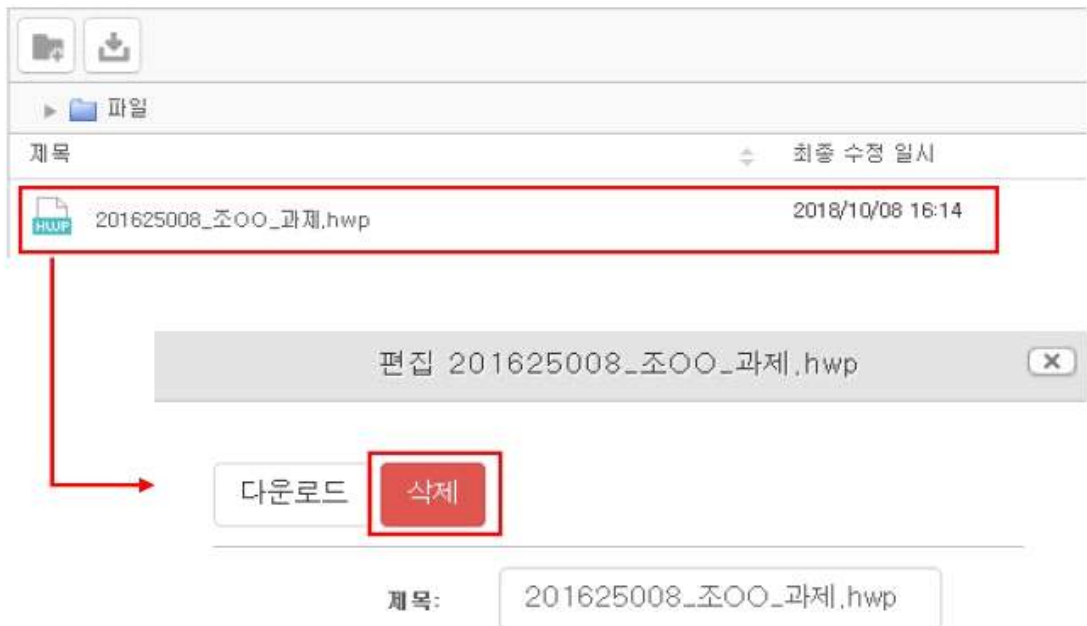 파일
제목 최종 수정 일시
HWP 201625008_조OO_과제.hwp 2018/10/08 16:14
편집 201625008_조OO_과제.hwp
다운로드 삭제
제목: 201625008_조OO_과제.hwp